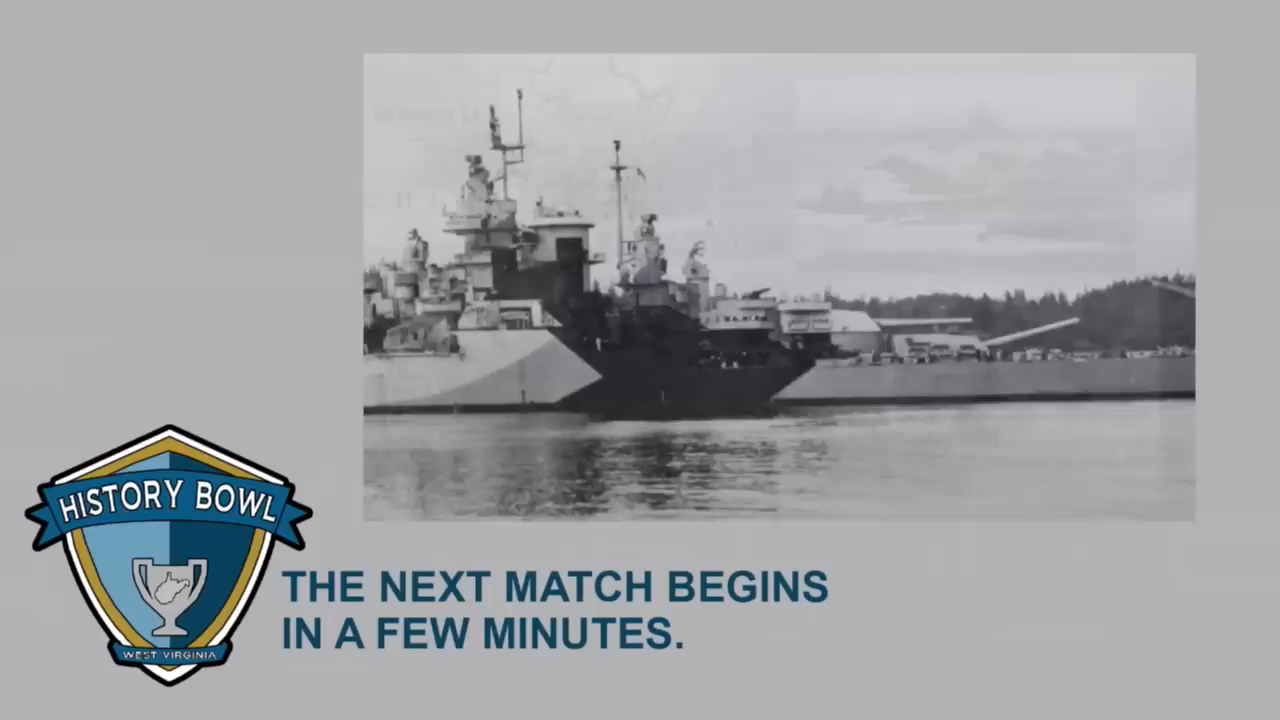 HISTORY BOWL
WEST VIRGINIA
THE NEXT MATCH BEGINS
IN A FEW MINUTES.